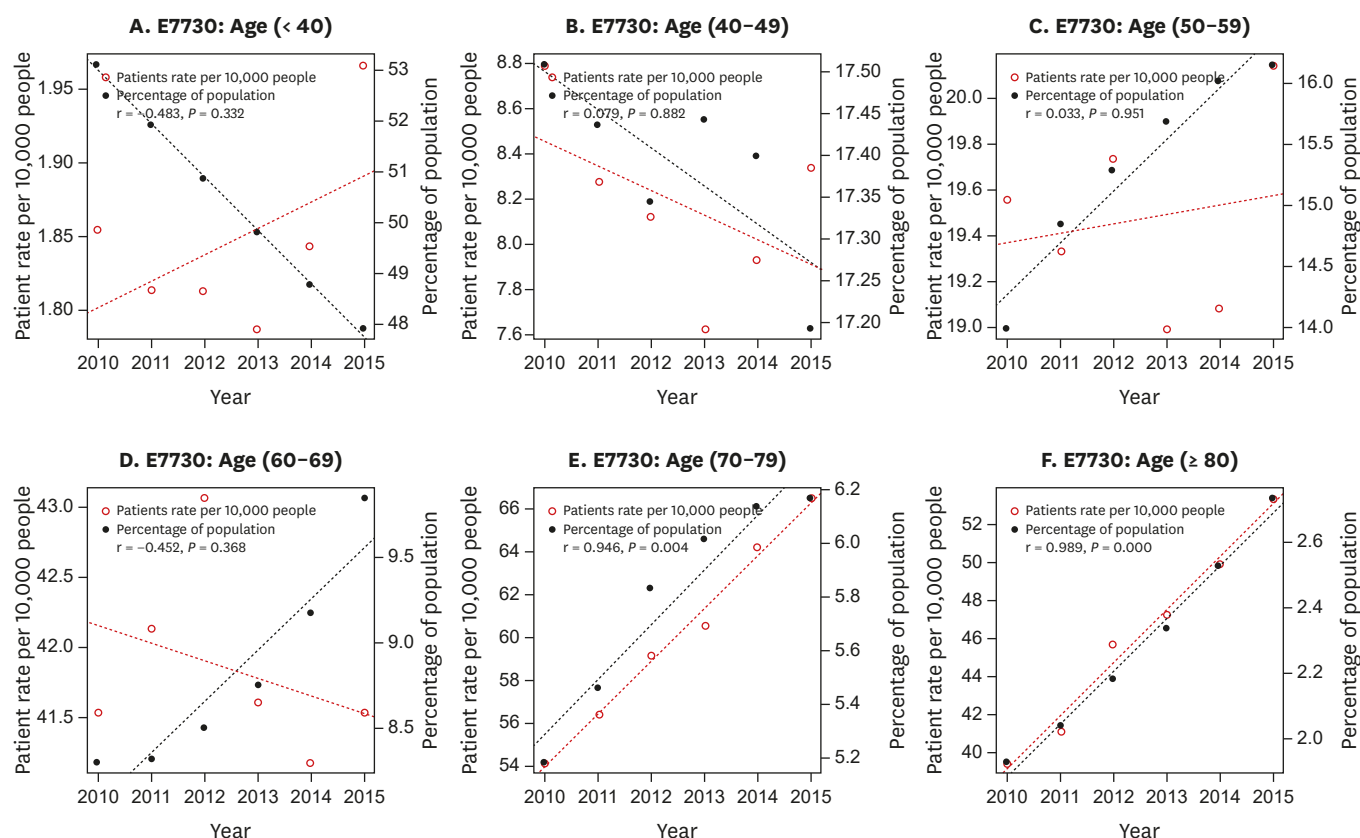 A. E7730: Age (< 40)
Patient rate per 10,000 people
1.95
1.90
1.85
1.80
Patients rate per 10,000 people
Percentage of population
r = −0.483, P = 0.332
53
52
51
50
49
48
Percentage of population
2010 2011 2012 2013 2014 2015
Year
B. E7730: Age (40–49)
Patient rate per 10,000 people
8.8
8.6
8.4
8.2
8.0
7.8
7.6
Patients rate per 10,000 people
Percentage of population
r = 0.079, P = 0.882
17.50
17.40
17.30
17.20
Percentage of population
2010 2011 2012 2013 2014 2015
Year
C. E7730: Age (50–59)
Patient rate per 10,000 people
20.0
19.8
19.6
19.4
19.2
19.0
Patients rate per 10,000 people
Percentage of population
r = 0.033, P = 0.951
16.0
15.5
15.0
14.5
14.0
Percentage of population
2010 2011 2012 2013 2014 2015
Year
D. E7730: Age (60–69)
Patient rate per 10,000 people
43.0
42.5
42.0
41.5
Patients rate per 10,000 people
Percentage of population
r = −0.452, P = 0.368
9.5
9.0
8.5
Percentage of population
2010 2011 2012 2013 2014 2015
Year
E. E7730: Age (70–79)
Patient rate per 10,000 people
66
64
62
60
58
56
54
Patients rate per 10,000 people
Percentage of population
r = 0.946, P = 0.004
6.2
6.0
5.8
5.6
5.4
5.2
Percentage of population
2010 2011 2012 2013 2014 2015
Year
F. E7730: Age (≥ 80)
Patient rate per 10,000 people
52
50
48
46
44
42
40
Patients rate per 10,000 people
Percentage of population
r = 0.989, P = 0.000
2.6
2.4
2.2
2.0
Percentage of population
2010 2011 2012 2013 2014 2015
Year